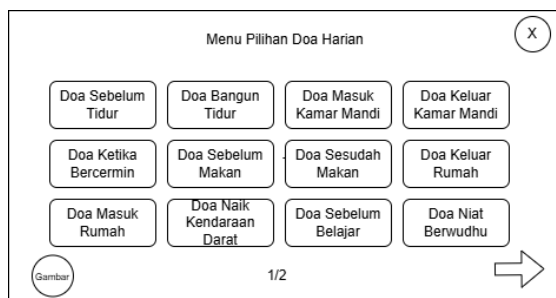 Menu Pilihan Doa Harian
X
Doa Sebelum
Tidur
Doa Bangun
Tidur
Doa Masuk
Kamar Mandi
Doa Keluar
Kamar Mandi
Doa Ketika
Bercermin
Doa Sebelum
Makan
Doa Sesudah
Makan
Doa Keluar
Rumah
Doa Masuk
Rumah
Doa Naik
Kendaraan
Darat
Doa Sebelum
Belajar
Doa Niat
Berwudhu
Gambar
1/2